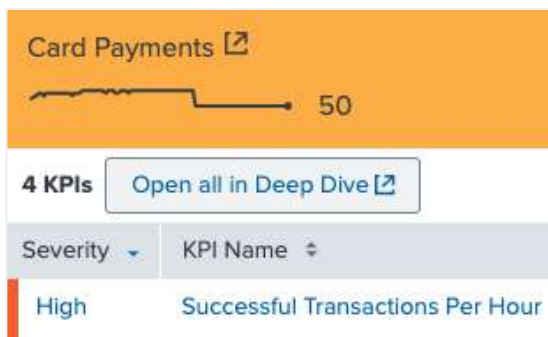 Card Payments
50
4 KPIs Open all in Deep Dive
Severity KPI Name
High Successful Transactions Per Hour